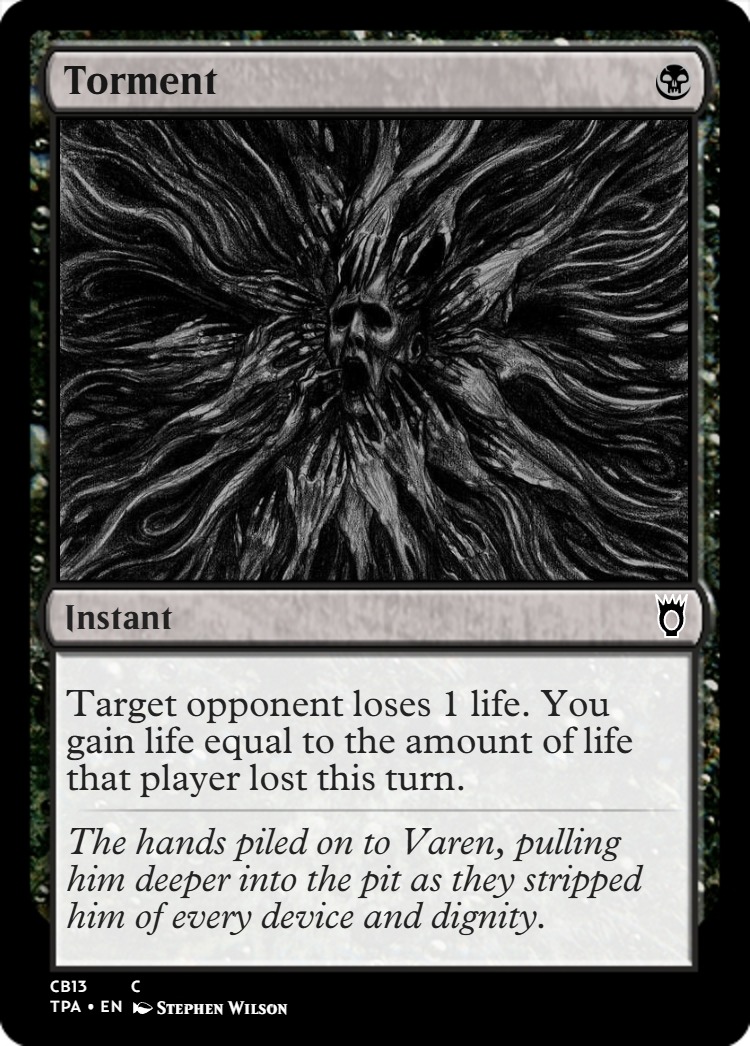 Torment
Instant
Target opponent loses 1 life. You
gain life equal to the amount of life
that player lost this turn.
The hands piled on to Varen, pulling
him deeper into the pit as they stripped
him of every device and dignity.
CB13 C
TPA • EN Stephen Wilson